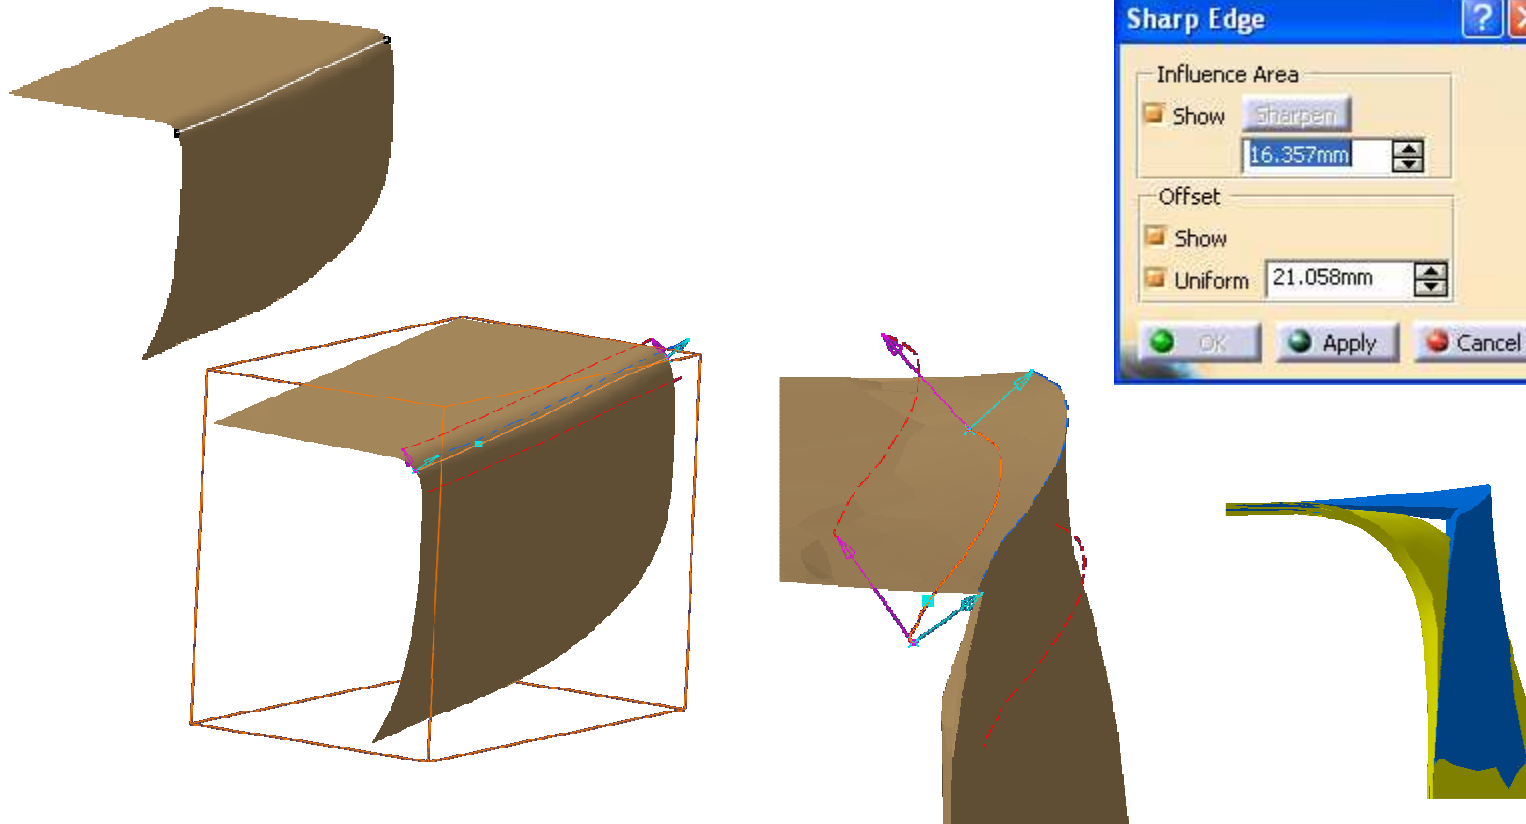 Sharp Edge
Influence Area
Show Sharpen
16.357mm
Offset
Show
Uniform 21.058mm
OK Apply Cancel